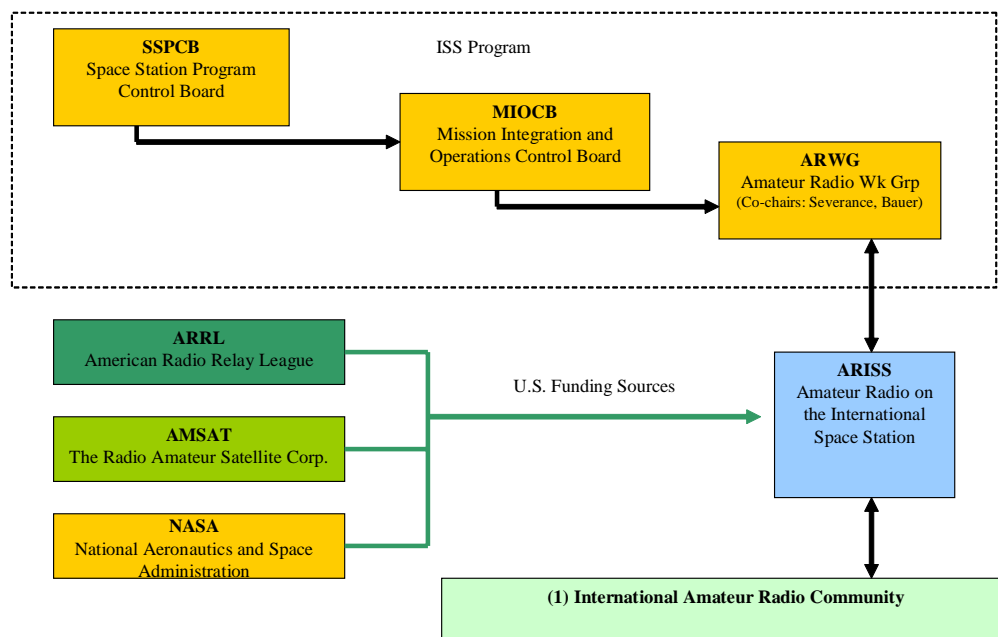 SSPCB
Space Station Program
Control Board
ISS Program
MIOCB
Mission Integration and
Operations Control Board
ARWG
Amateur Radio Wk Grp
(Co-chairs: Severance, Bauer)
ARRL
American Radio Relay League
U.S. Funding Sources
ARISS
Amateur Radio on
the International
Space Station
AMSAT
The Radio Amateur Satellite Corp.
NASA
National Aeronautics and Space
Administration
(1) International Amateur Radio Community